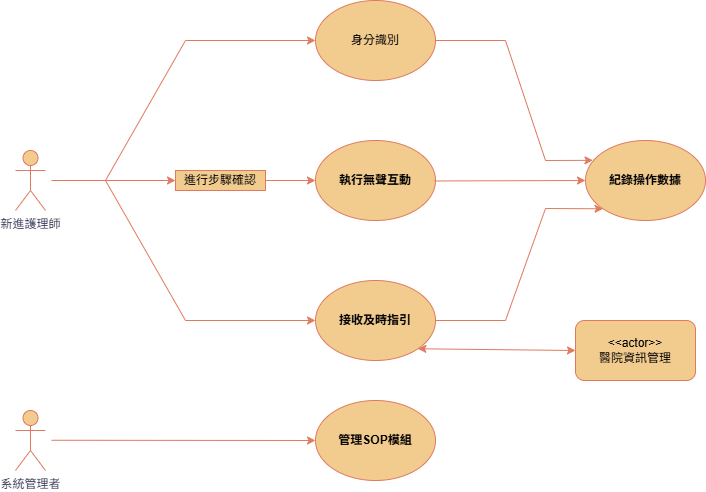 身分識別
進行步驟確認
執行無聲互動
紀錄操作數據
新進護理師
接收及時指引
<<actor>>
醫院資訊管理
管理SOP模組
系統管理者